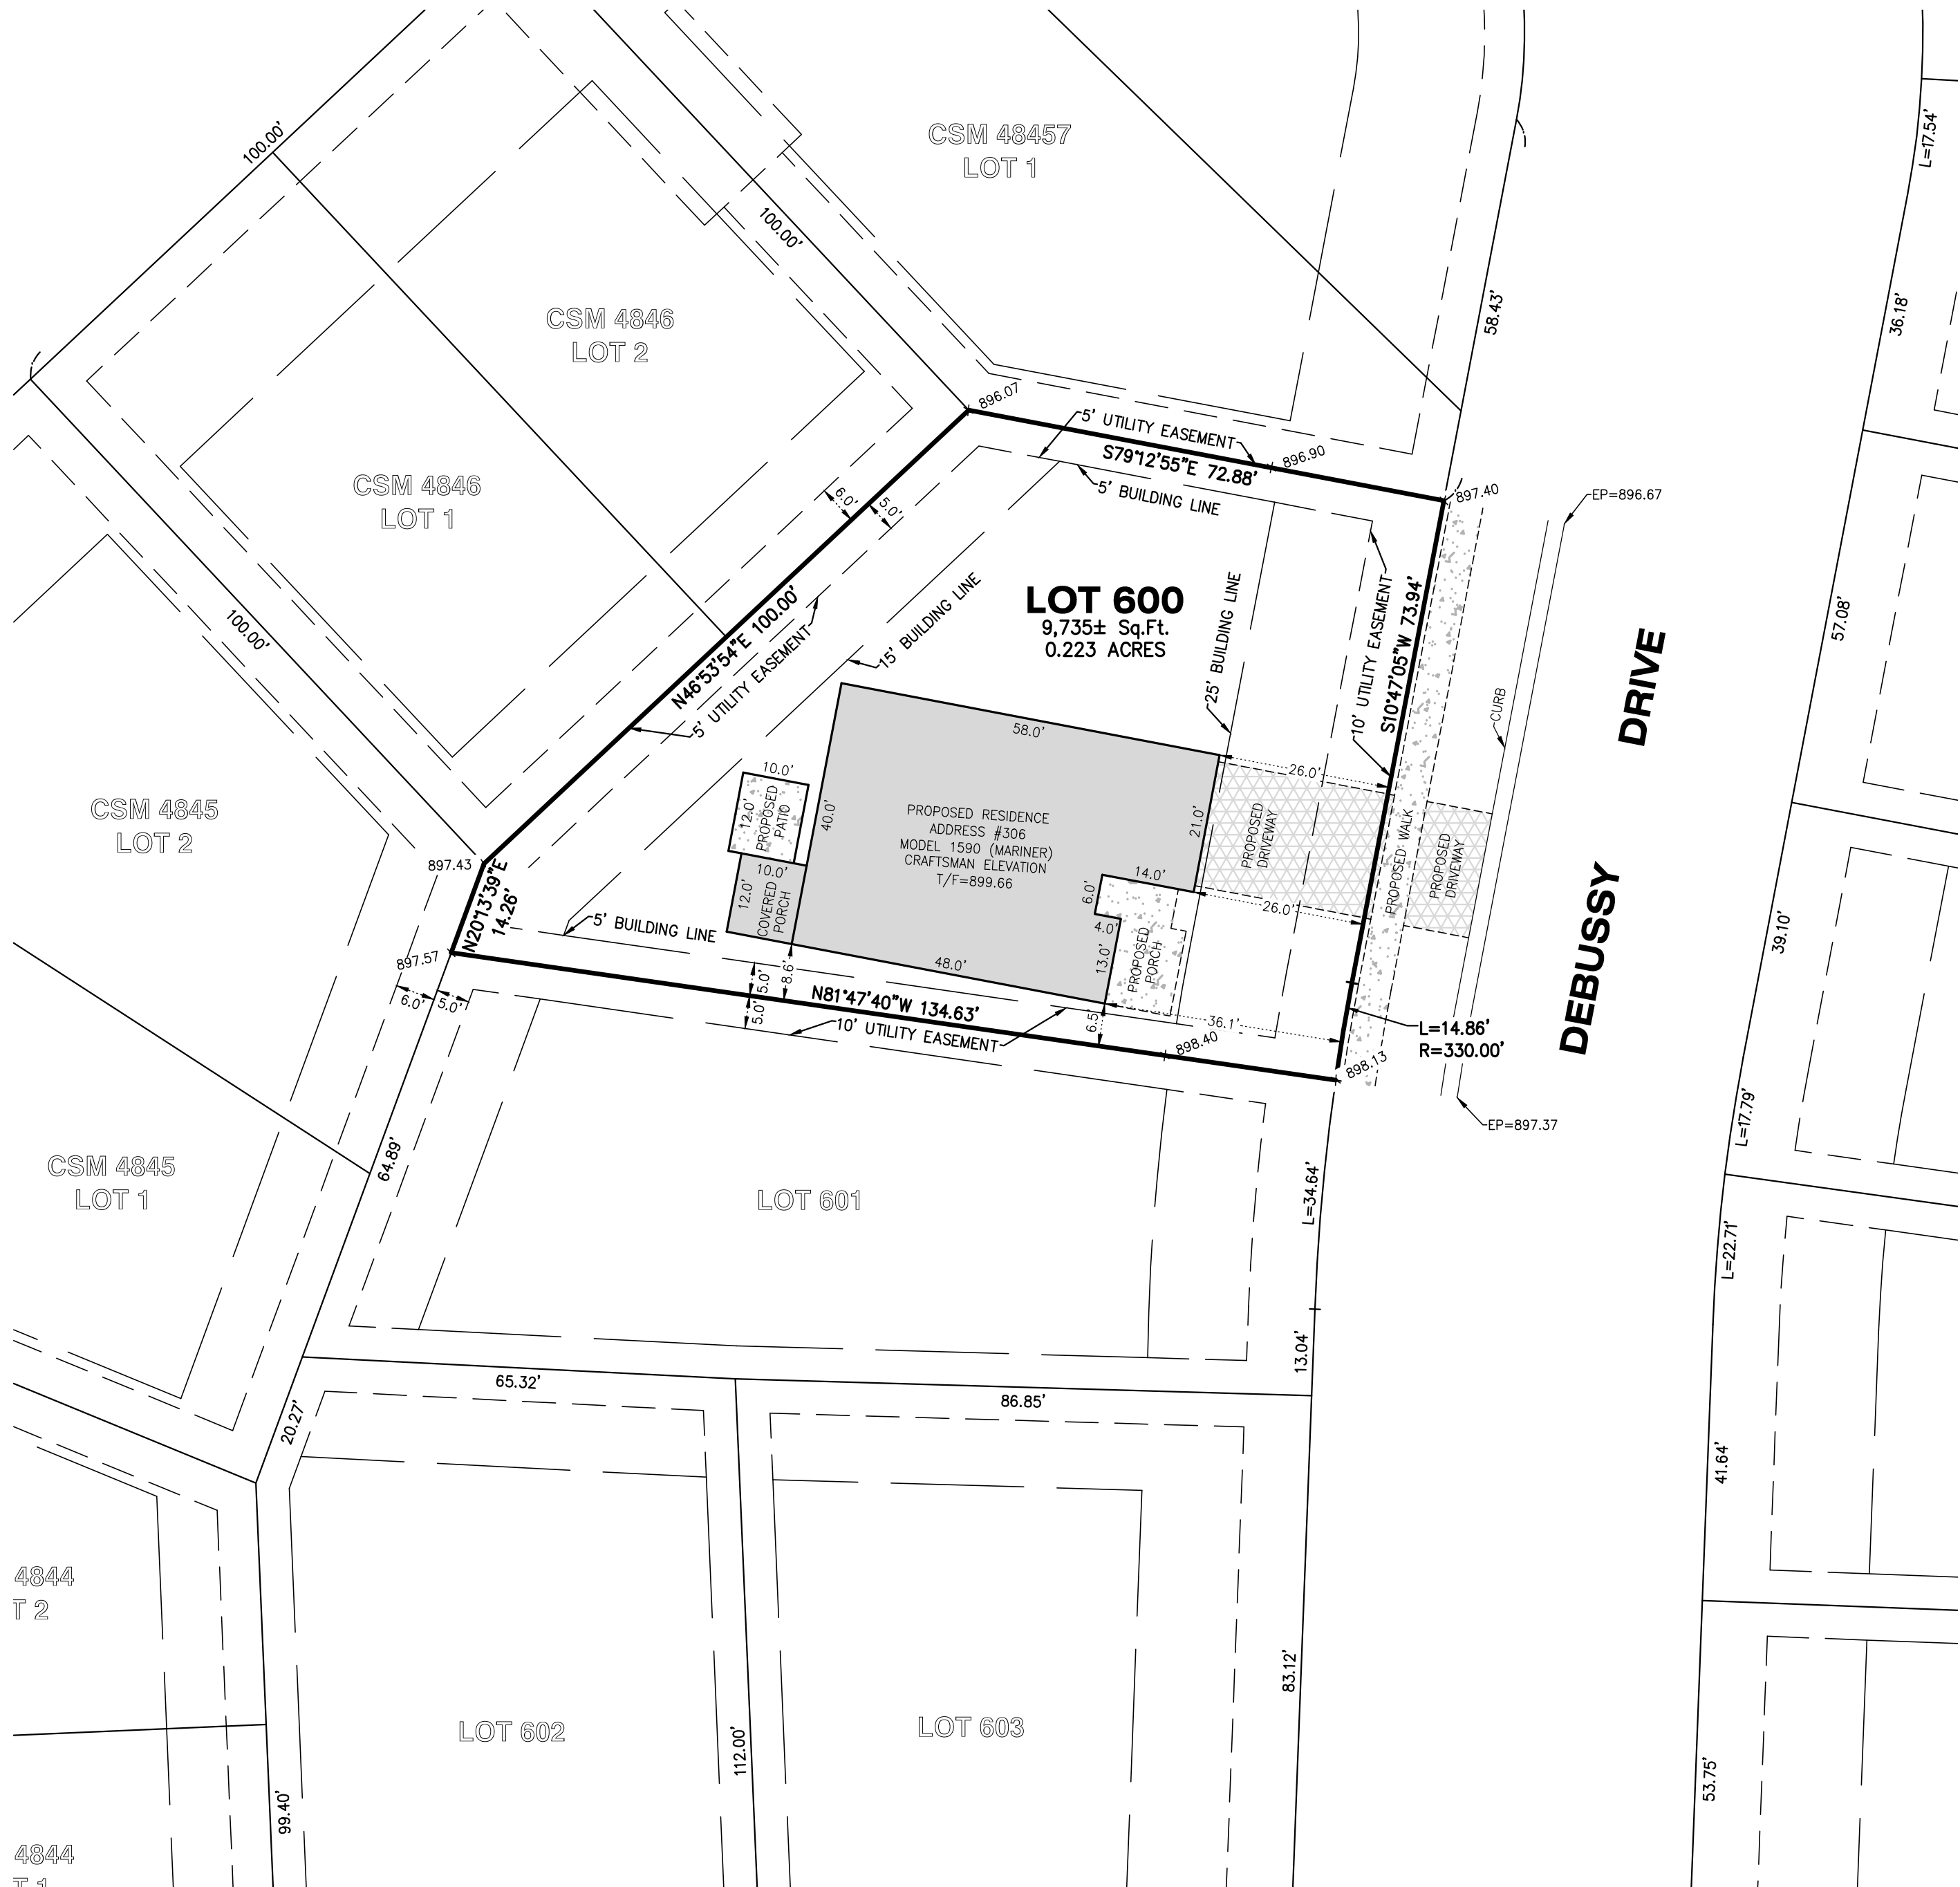 100.00'
CSM 48457
LOT 1
L=17.54'
100.00'
CSM 4846
LOT 2
58.43'
36.18'
896.07
5' UTILITY EASEMENT
896.90
S79°12'55"E 72.88'
5' BUILDING LINE
897.40
EP=896.67
CSM 4846
LOT 1
6.0'
5.0'
100.00'
N46°53'54"E 100.00'
5' UTILITY EASEMENT
15' BUILDING LINE
LOT 600
9,735± Sq.Ft.
0.223 ACRES
25' BUILDING LINE
10' UTILITY EASEMENT
S10°47'05"W 73.94'
57.08'
CURB
DEBUSSY DRIVE
58.0'
26.0'
10.0'
12.0'
PROPOSED
PATIO
40.0'
PROPOSED RESIDENCE
ADDRESS #306
MODEL 1590 (MARINER)
CRAFTSMAN ELEVATION
T/F=899.66
21.0'
PROPOSED
DRIVEWAY
PROPOSED WALK
PROPOSED
DRIVEWAY
CSM 4845
LOT 2
897.43
N20°13'39"E
14.26'
10.0'
12.0'
COVERED
PORCH
14.0'
6.0'
4.0'
13.0'
PROPOSED
PORCH
26.0'
5' BUILDING LINE
48.0'
39.10'
897.57
6.0'
5.0'
5.0'
8.6'
5.0'
N81°47'40"W 134.63'
10' UTILITY EASEMENT
6.5'
36.1'
898.40
898.13
L=14.86'
R=330.00'
EP=897.37
L=17.79'
64.89'
CSM 4845
LOT 1
LOT 601
L=34.64'
L=22.71'
13.04'
65.32'
86.85'
20.27'
41.64'
4844
T 2
83.12'
LOT 602
LOT 603
112.00'
53.75'
99.40'
4844
T 1